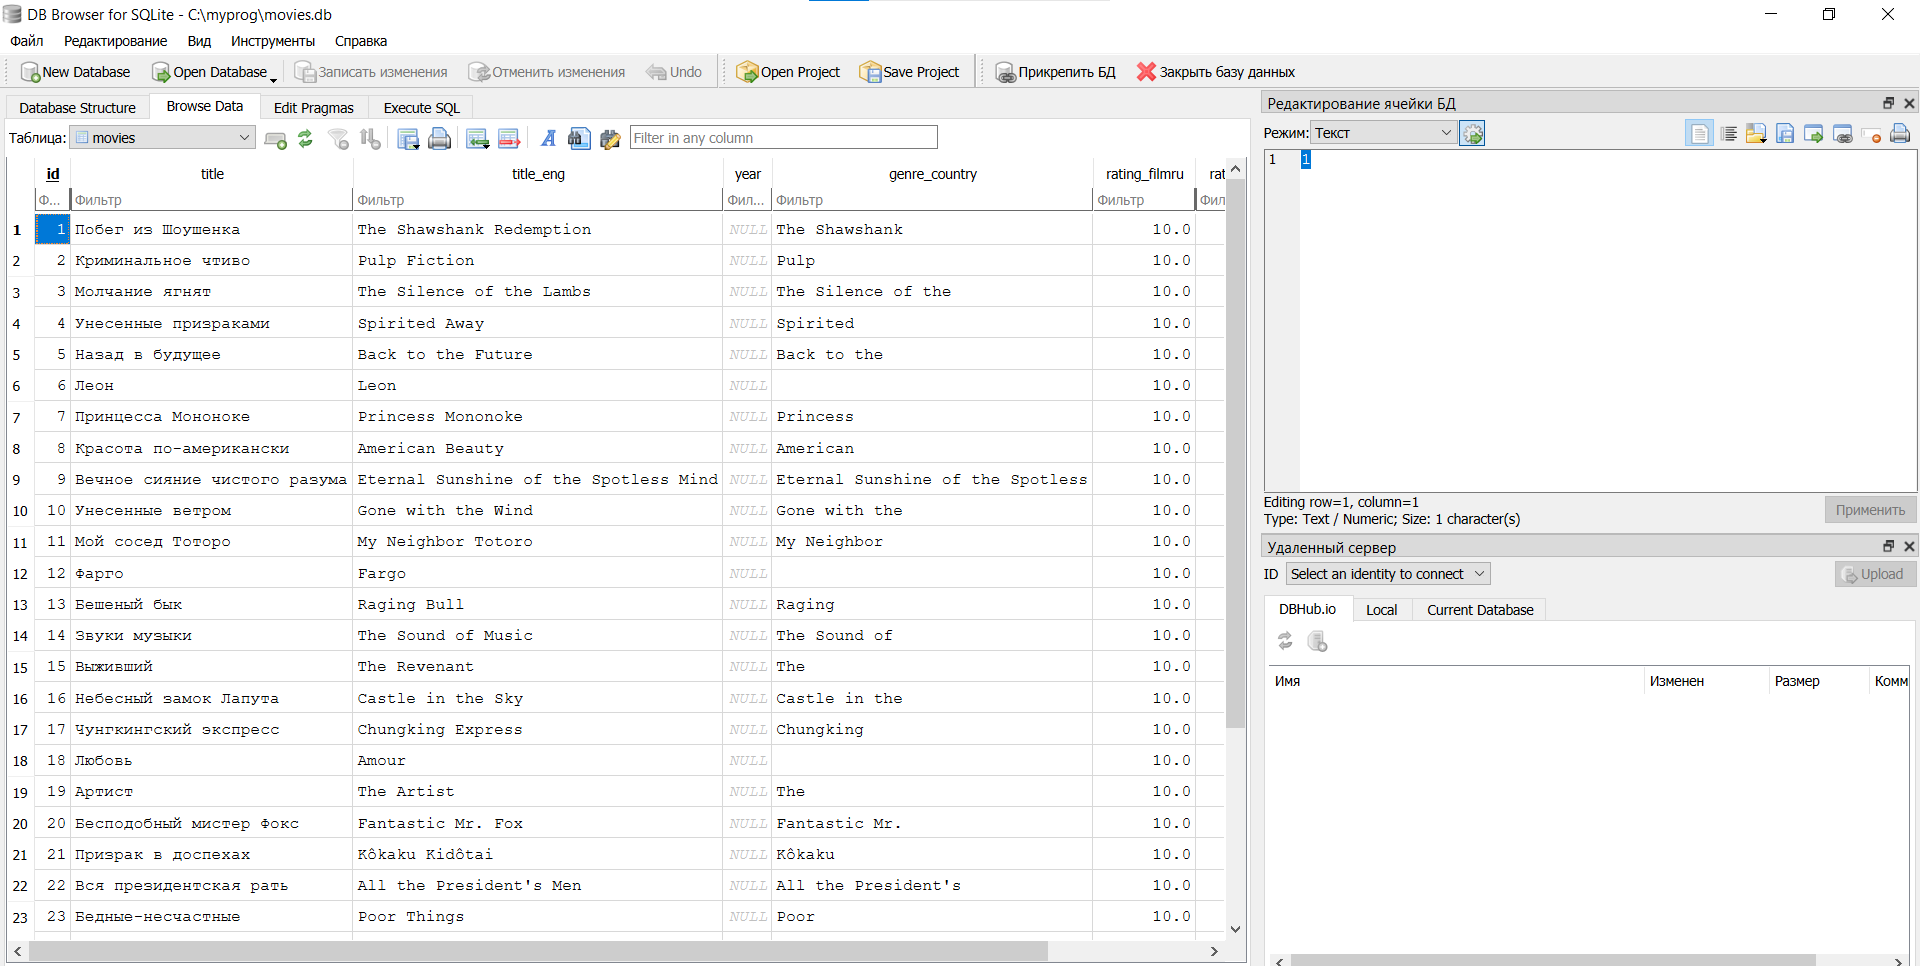 DB Browser for SQLite - C:\myprog\movies.db
Файл Редактирование Вид Инструменты Справка
New Database Open Database Записать изменения Отменить изменения Undo Open Project Save Project Прикрепить БД Закрыть базу данных
Database Structure Browse Data Edit Pragmas Execute SQL
Таблица: movies Filter in any column
id title title_eng year genre_country rating_filmru rat
Ф... Фильтр Фильтр Фил... Фильтр Фильтр Фил
1 1 Побег из Шоушенка The Shawshank Redemption NULL The Shawshank 10.0
2 2 Криминальное чтиво Pulp Fiction NULL Pulp 10.0
3 3 Молчание ягнят The Silence of the Lambs NULL The Silence of the 10.0
4 4 Унесенные призраками Spirited Away NULL Spirited 10.0
5 5 Назад в будущее Back to the Future NULL Back to the 10.0
6 6 Леон Leon NULL 10.0
7 7 Принцесса Мононоке Princess Mononoke NULL Princess 10.0
8 8 Красота по-американски American Beauty NULL American 10.0
9 9 Вечное сияние чистого разума Eternal Sunshine of the Spotless Mind NULL Eternal Sunshine of the Spotless 10.0
10 10 Унесенные ветром Gone with the Wind NULL Gone with the 10.0
11 11 Мой сосед Тоторо My Neighbor Totoro NULL My Neighbor 10.0
12 12 Фарго Fargo NULL 10.0
13 13 Бешеный бык Raging Bull NULL Raging 10.0
14 14 Звуки музыки The Sound of Music NULL The Sound of 10.0
15 15 Выживший The Revenant NULL The 10.0
16 16 Небесный замок Лапута Castle in the Sky NULL Castle in the 10.0
17 17 Чунгкингский экспресс Chungking Express NULL Chungking 10.0
18 18 Любовь Amour NULL 10.0
19 19 Артист The Artist NULL The 10.0
20 20 Бесподобный мистер Фокс Fantastic Mr. Fox NULL Fantastic Mr. 10.0
21 21 Призрак в доспехах Kôkaku Kidôtai NULL Kôkaku 10.0
22 22 Вся президентская рать All the President's Men NULL All the President's 10.0
23 23 Бедные-несчастные Poor Things NULL Poor 10.0
Редактирование ячейки БД
Режим: Текст
1 1
Editing row=1, column=1
Type: Text / Numeric; Size: 1 character(s)
Применить
Удаленный сервер
ID Select an identity to connect Upload
DBHub.io Local Current Database
Имя Изменен Размер Комм